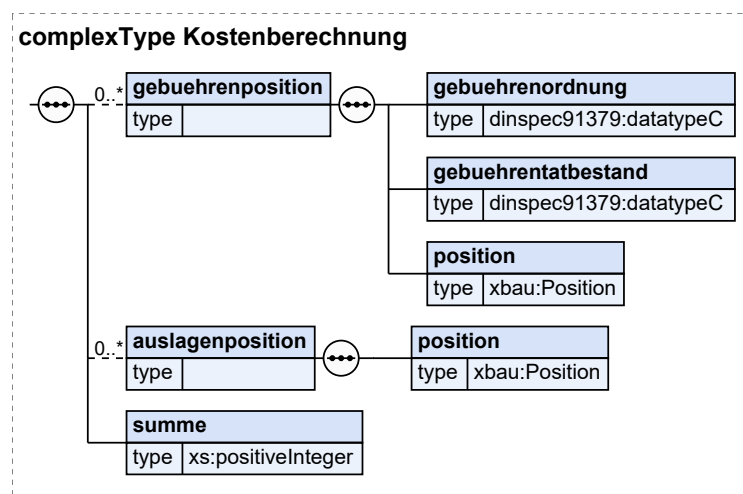 complexType Kostenberechnung
0..* gebuehrenposition
type
gebuehrenordnung
type dinspec91379:datatypeC
gebuehrentatbestand
type dinspec91379:datatypeC
position
type xbau:Position
0..* auslagenposition
type
position
type xbau:Position
summe
type xs:positiveInteger